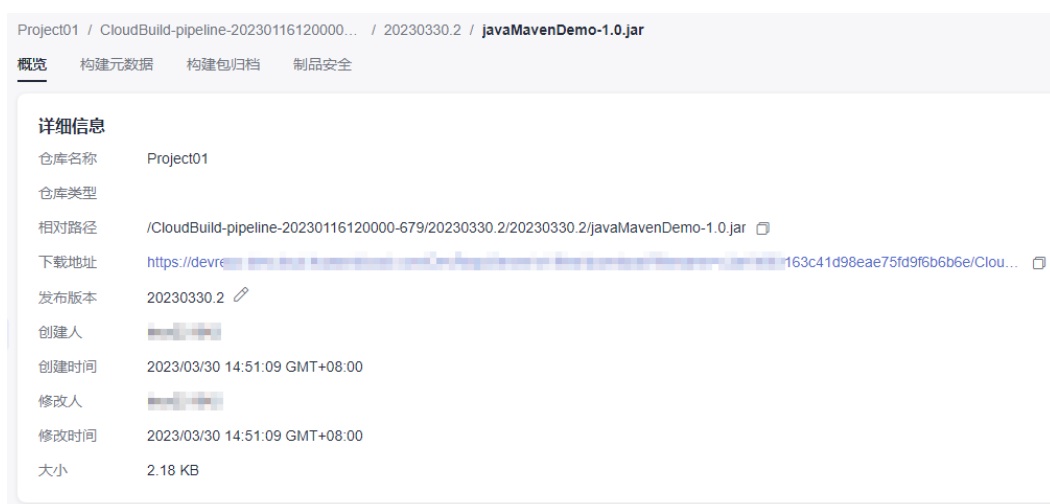 Project01 / CloudBuild-pipeline-20230116120000... / 20230330.2 / javaMavenDemo-1.0.jar
概览 构建元数据 构建包归档 制品安全
详细信息
仓库名称 Project01
仓库类型
相对路径 /CloudBuild-pipeline-20230116120000-679/20230330.2/20230330.2/javaMavenDemo-1.0.jar
下载地址 https://devre 163c41d98eae75fd9f6b6b6e/Clou...
发布版本 20230330.2
创建人
创建时间 2023/03/30 14:51:09 GMT+08:00
修改人
修改时间 2023/03/30 14:51:09 GMT+08:00
大小 2.18 KB